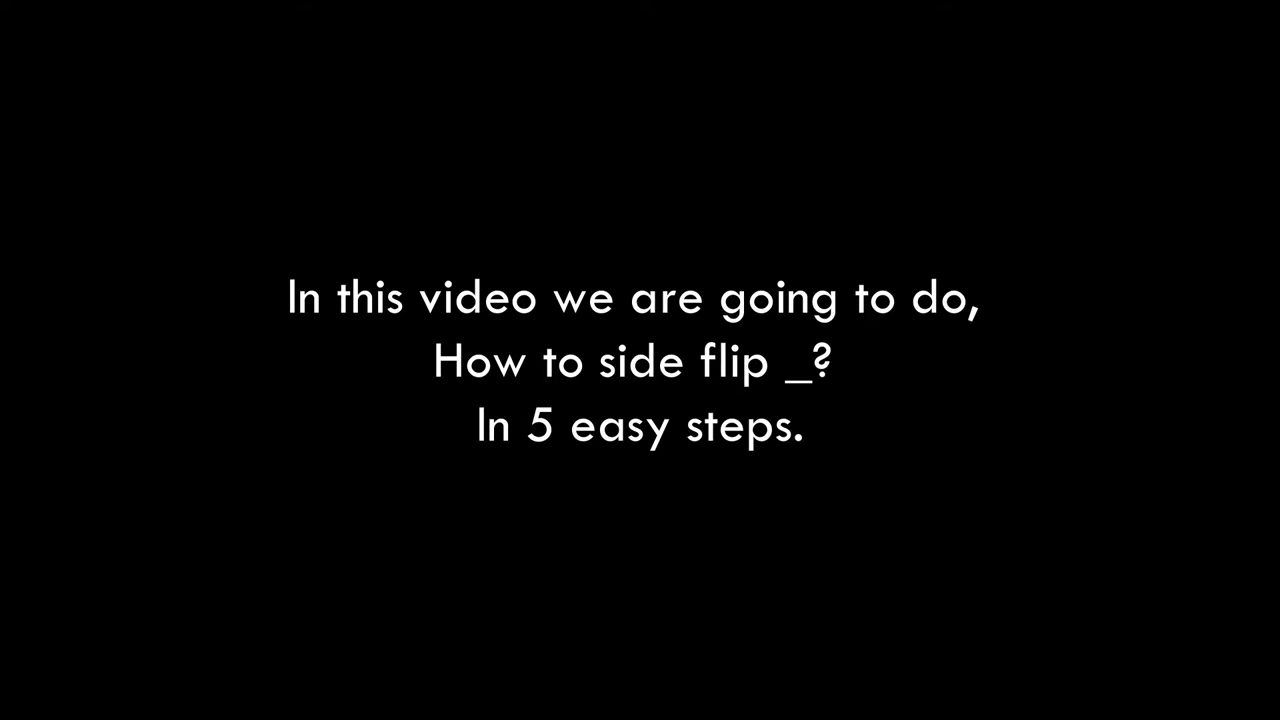 In this video we are going to do,
How to side flip _?
In 5 easy steps.